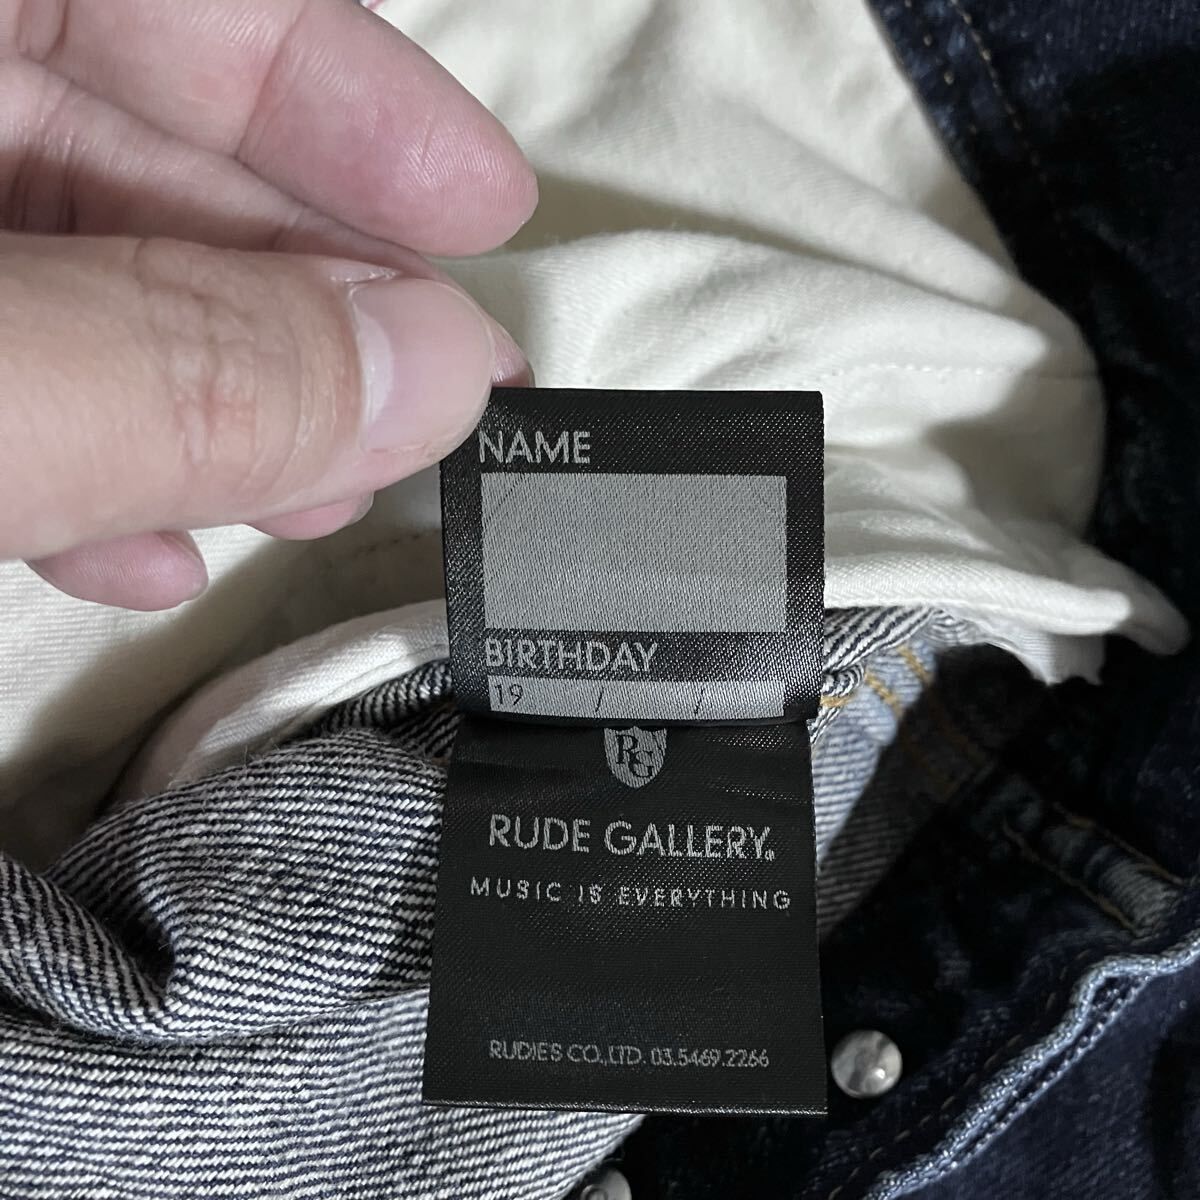 NAME
BIRTHDAY
19 / /
RG
RUDE GALLERY®
MUSIC IS EVERYTHING
RUDIES CO.,LTD. 03.5469.2266